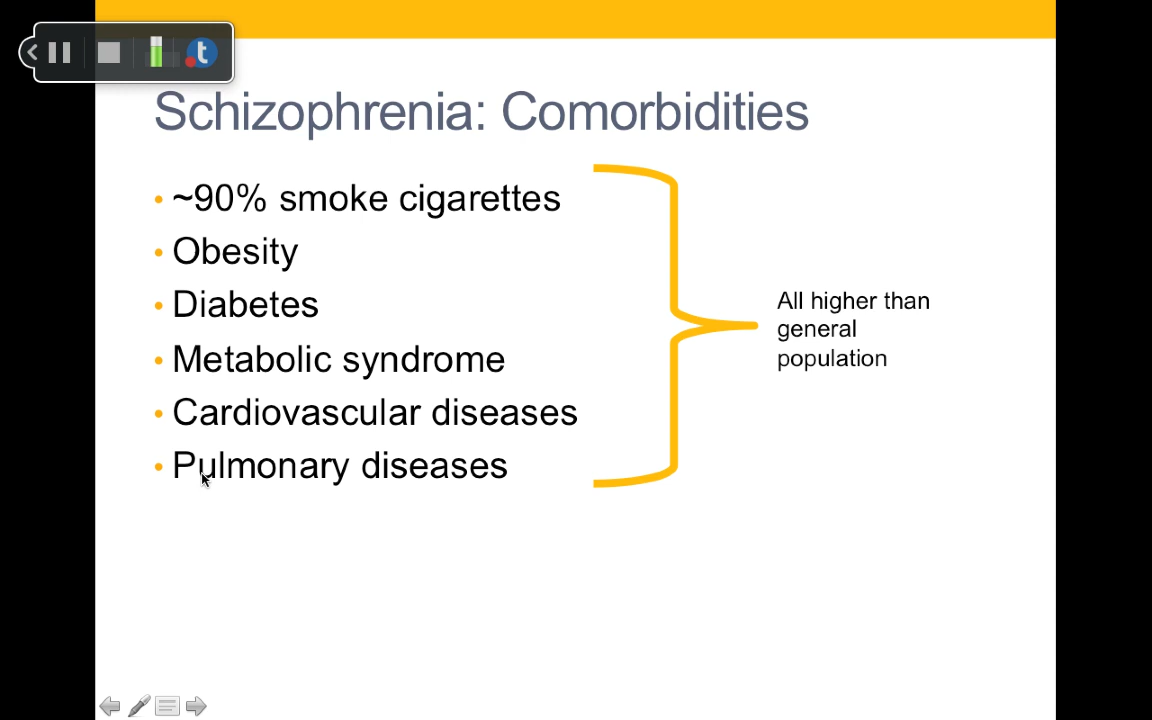 Schizophrenia: Comorbidities
• ~90% smoke cigarettes
• Obesity
• Diabetes
• Metabolic syndrome
• Cardiovascular diseases
• Pulmonary diseases
All higher than
general
population
t